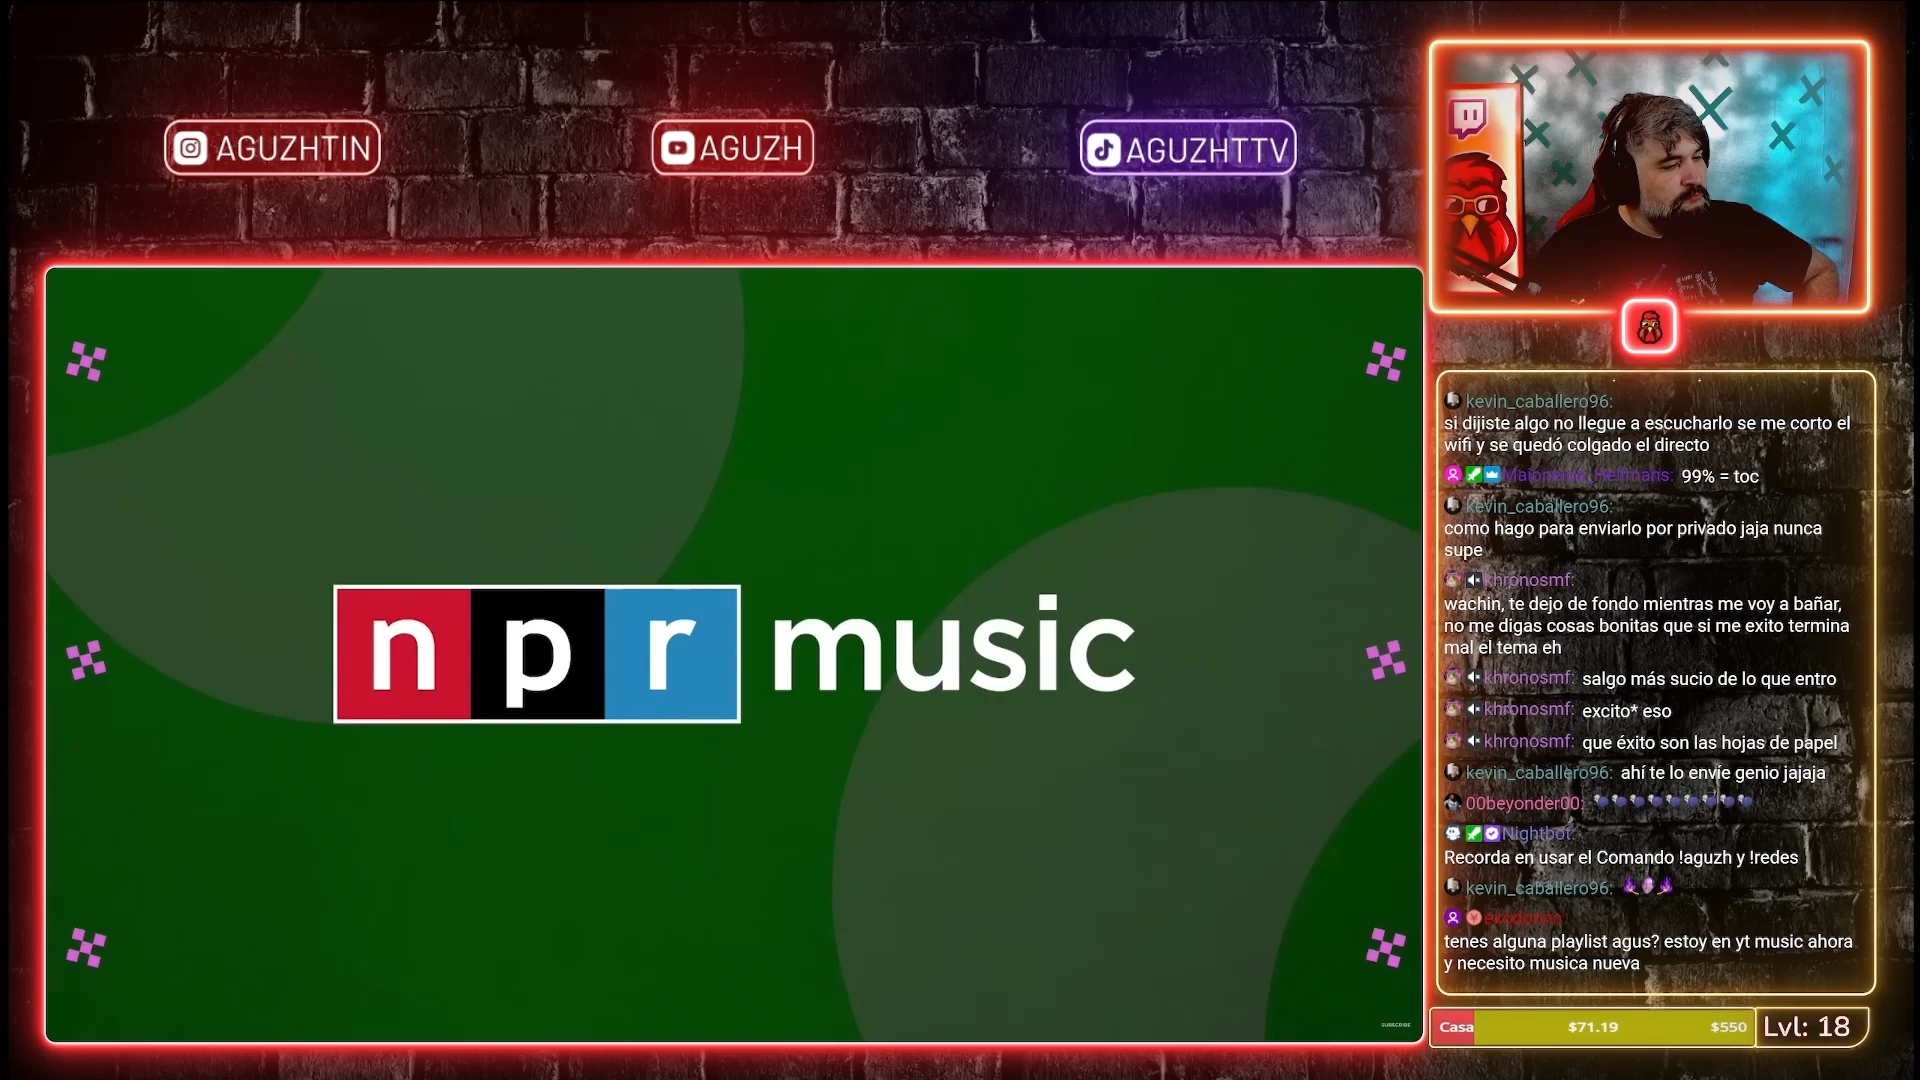 AGUZHTIN
AGUZH
AGUZHTTV
npr music
SUBSCRIBE
kevin_caballero96:
si dijiste algo no llegue a escucharlo se me corto el
wifi y se quedó colgado el directo
99% = toc
kevin_caballero96:
como hago para enviarlo por privado jaja nunca
supe
khronosmf:
wachin, te dejo de fondo mientras me voy a bañar,
no me digas cosas bonitas que si me exito termina
mal el tema eh
khronosmf: salgo más sucio de lo que entro
khronosmf: excito* eso
khronosmf: que éxito son las hojas de papel
kevin_caballero96: ahí te lo envíe genio jajaja
00beyonder00:
Nightbot:
Recorda en usar el Comando !aguzh y !redes
kevin_caballero96:
tenes alguna playlist agus? estoy en yt music ahora
y necesito musica nueva
Casa $71.19 $550 Lvl: 18